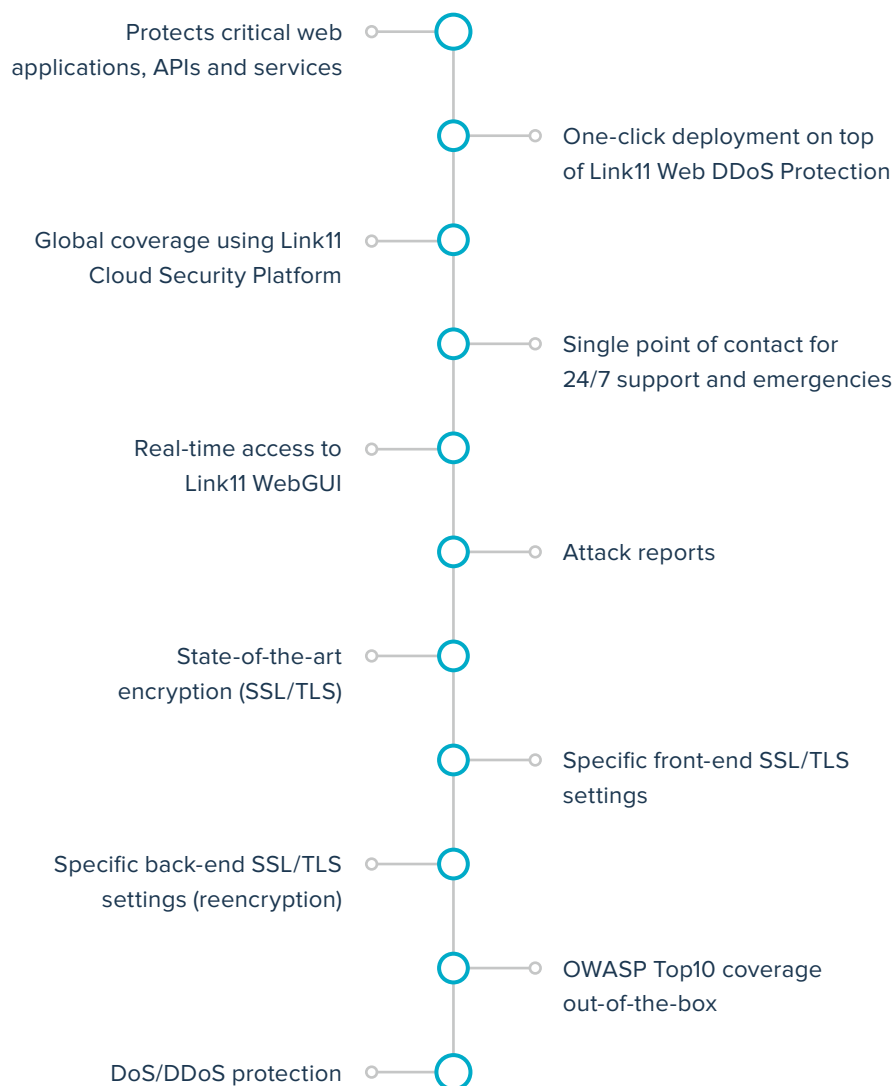 Protects critical web
applications, APIs and services
One-click deployment on top
of Link11 Web DDoS Protection
Global coverage using Link11
Cloud Security Platform
Single point of contact for
24/7 support and emergencies
Real-time access to
Link11 WebGUI
Attack reports
State-of-the-art
encryption (SSL/TLS)
Specific front-end SSL/TLS
settings
Specific back-end SSL/TLS
settings (reencryption)
OWASP Top10 coverage
out-of-the-box
DoS/DDoS protection